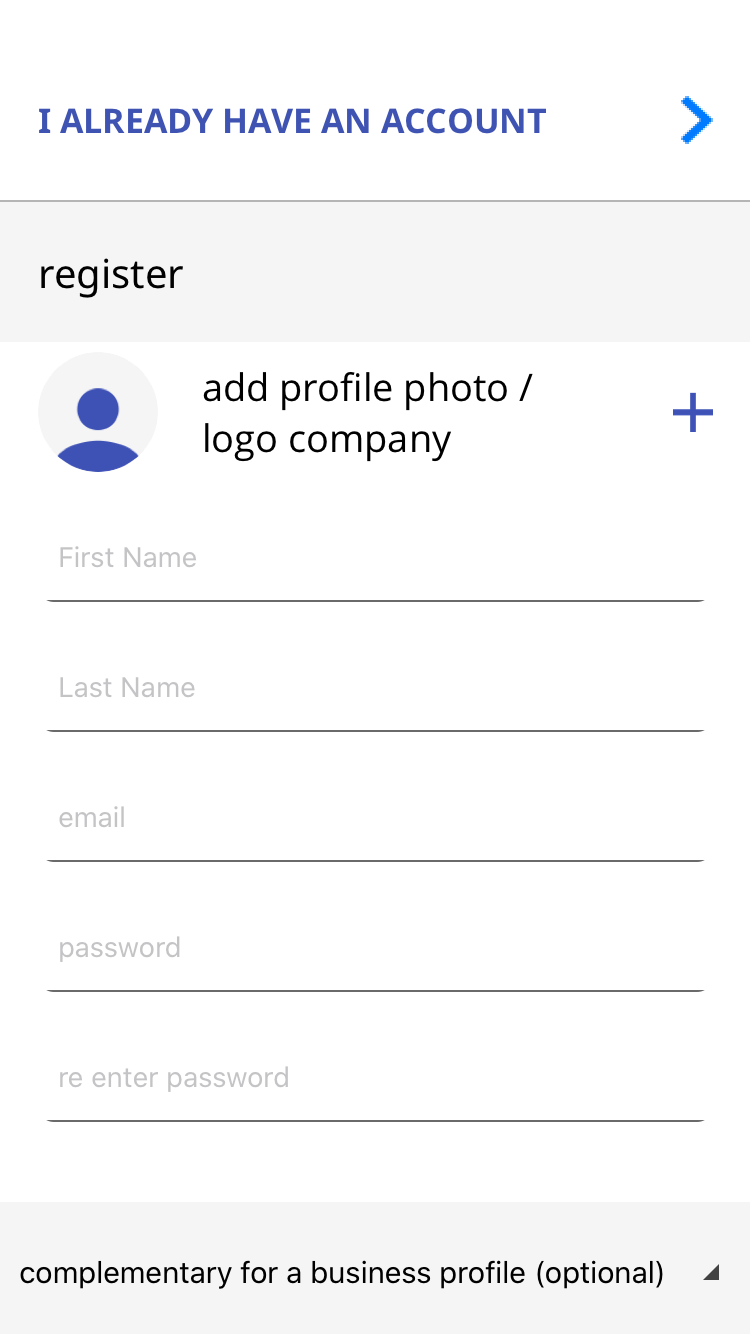 I ALREADY HAVE AN ACCOUNT
register
add profile photo /
logo company
First Name
Last Name
email
password
re enter password
complementary for a business profile (optional)